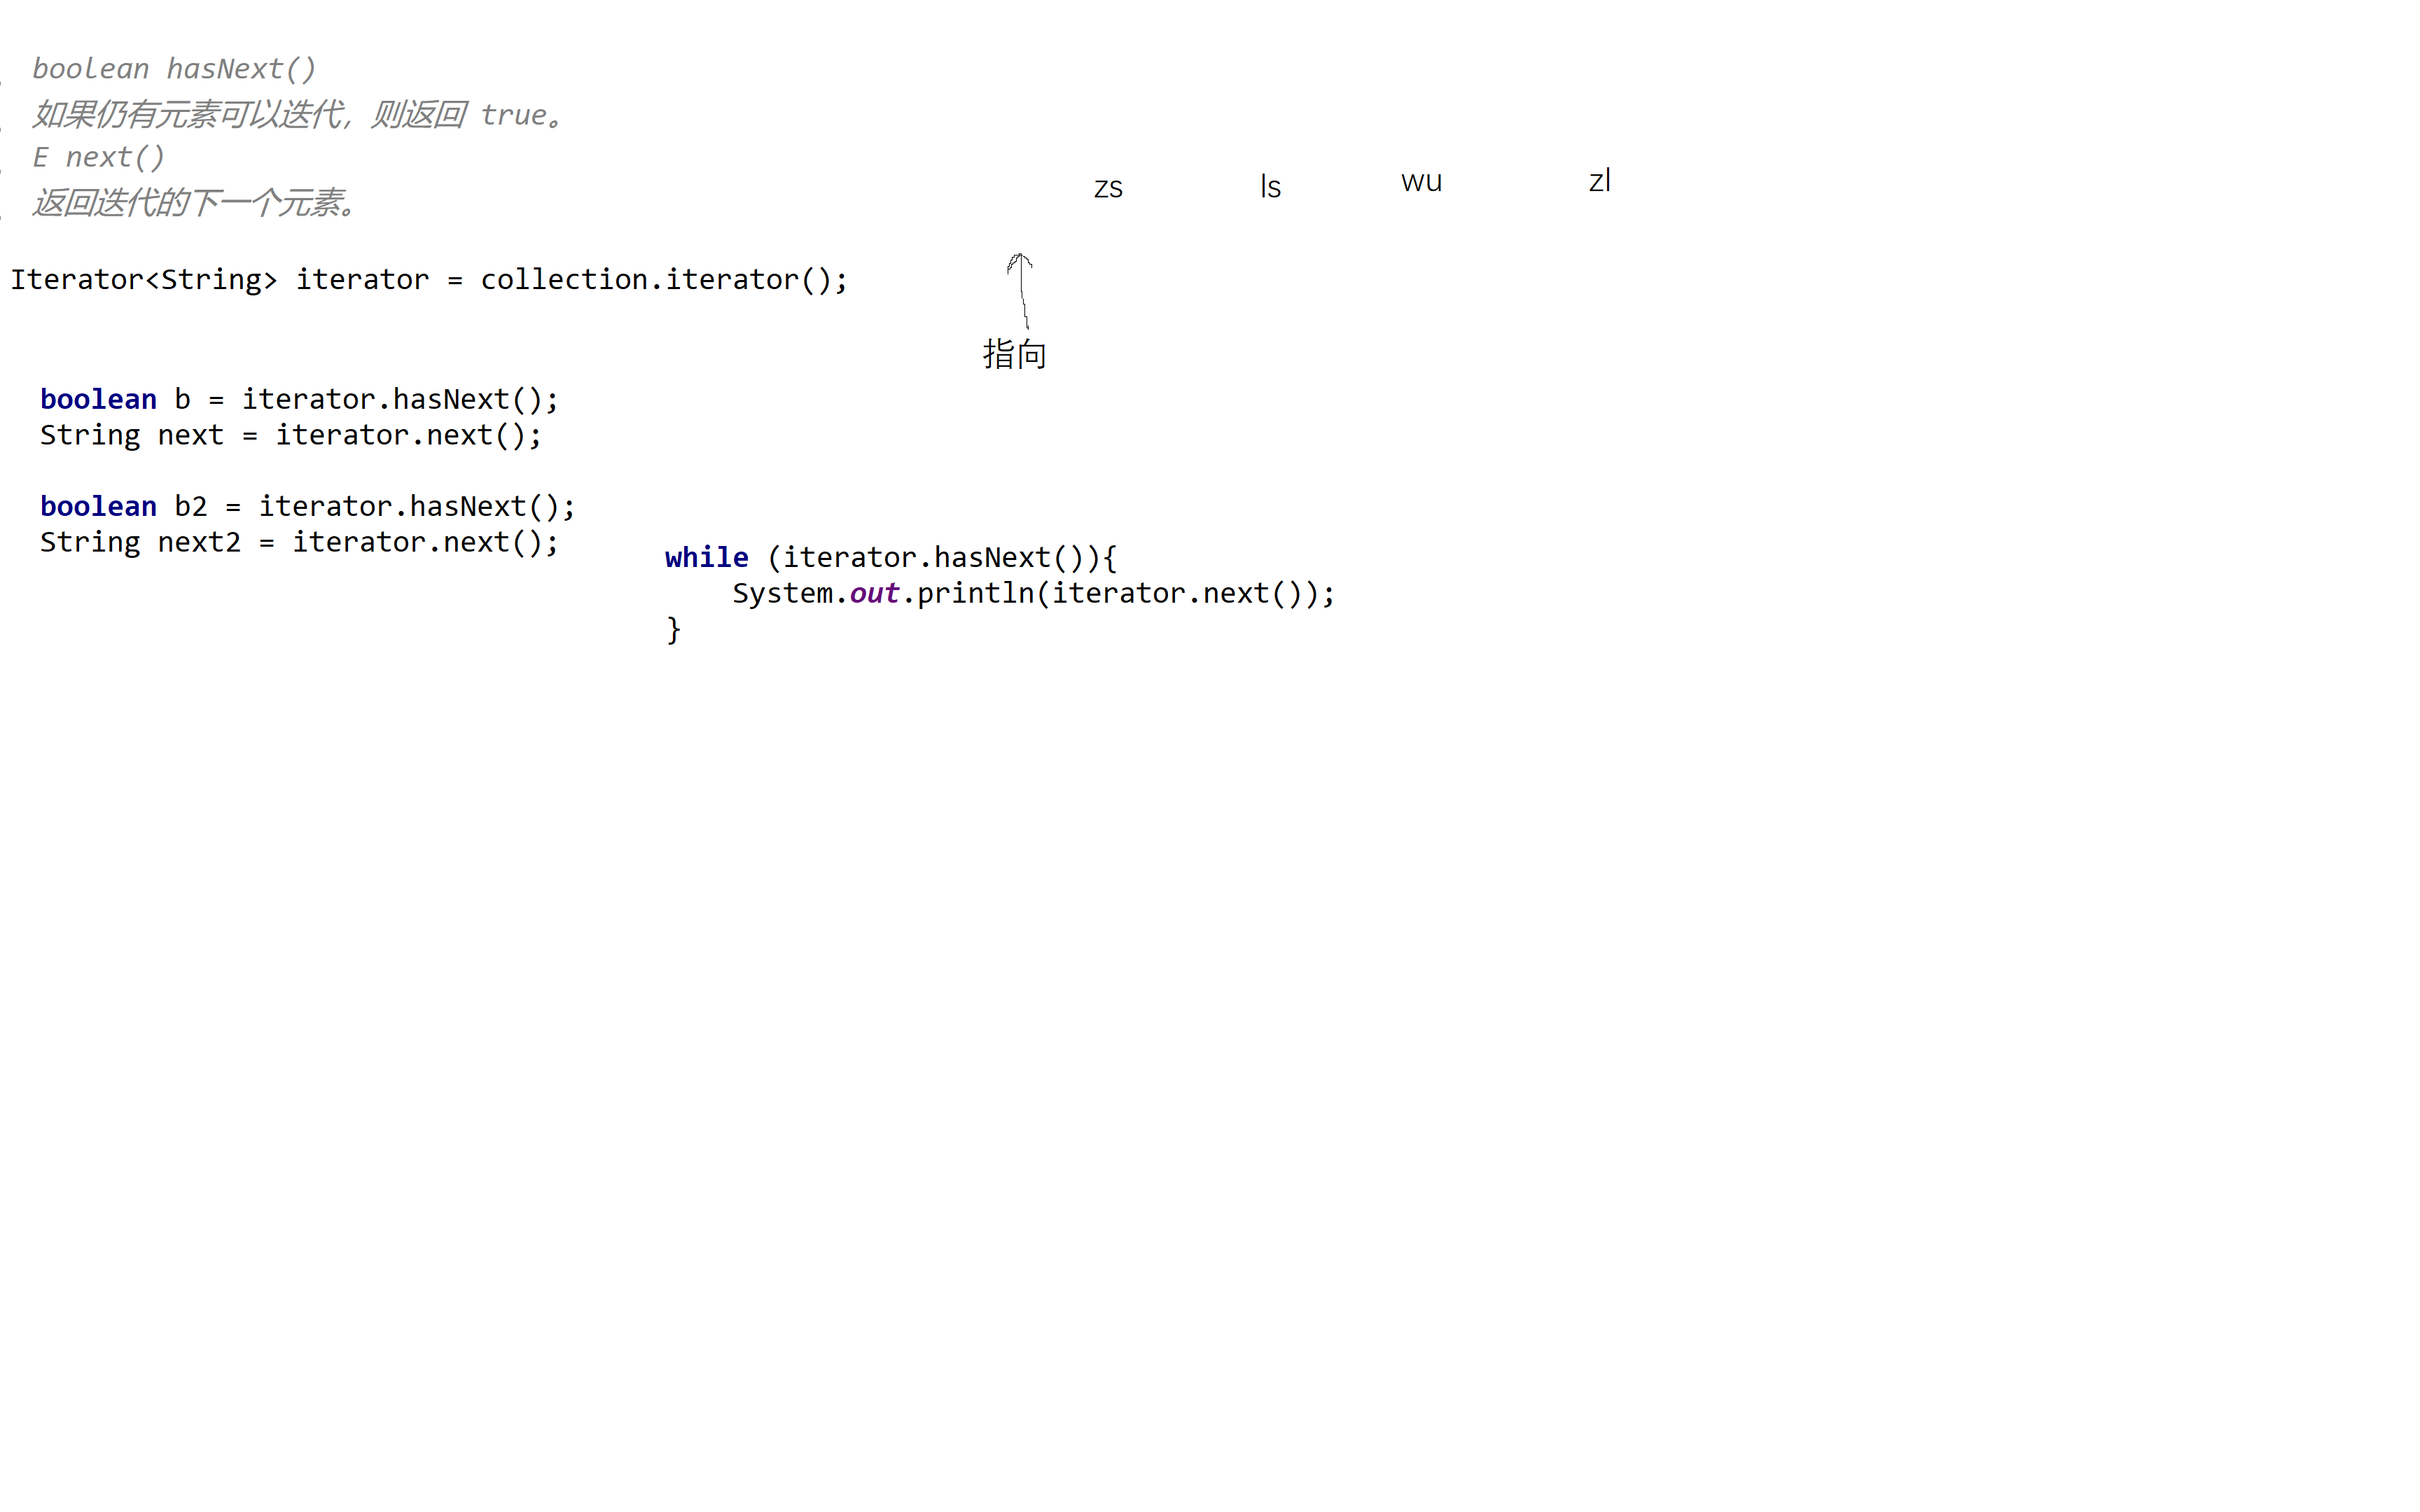 boolean hasNext()
如果仍有元素可以迭代，则返回 true。
E next()
返回迭代的下一个元素。
zs ls wu zl
Iterator<String> iterator = collection.iterator();
指向
boolean b = iterator.hasNext();
String next = iterator.next();
boolean b2 = iterator.hasNext();
String next2 = iterator.next();
while (iterator.hasNext()){
System.out.println(iterator.next());
}